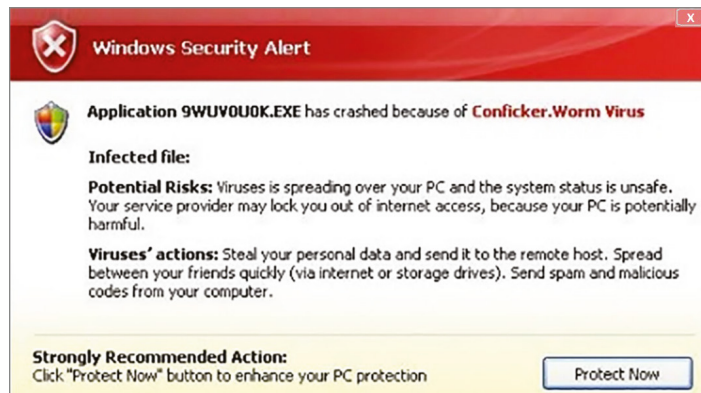 X
Windows Security Alert
Application 9WUV0U0K.EXE has crashed because of Conficker.Worm Virus
Infected file:
Potential Risks: Viruses is spreading over your PC and the system status is unsafe.
Your service provider may lock you out of internet access, because your PC is potentially
harmful.
Viruses' actions: Steal your personal data and send it to the remote host. Spread
between your friends quickly (via internet or storage drives). Send spam and malicious
codes from your computer.
Strongly Recommended Action:
Click "Protect Now" button to enhance your PC protection
Protect Now